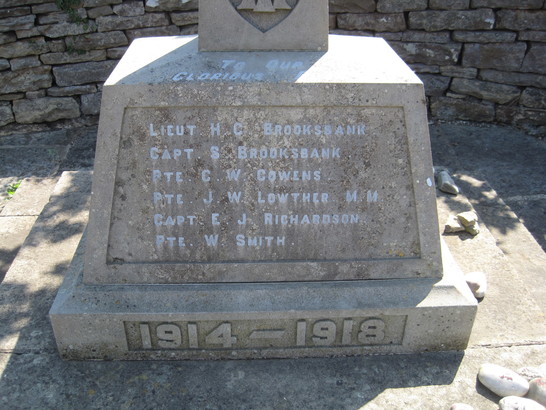 TO OUR
GLORIOUS
LIEUT H. C. BROOKSBANK
CAPT S. BROOKSBANK
PTE. C. W. COWENS
PTE. J. W. LOWTHER. M.M
CAPT. E. J. RICHARDSON.
PTE. W. SMITH.
1914-1918